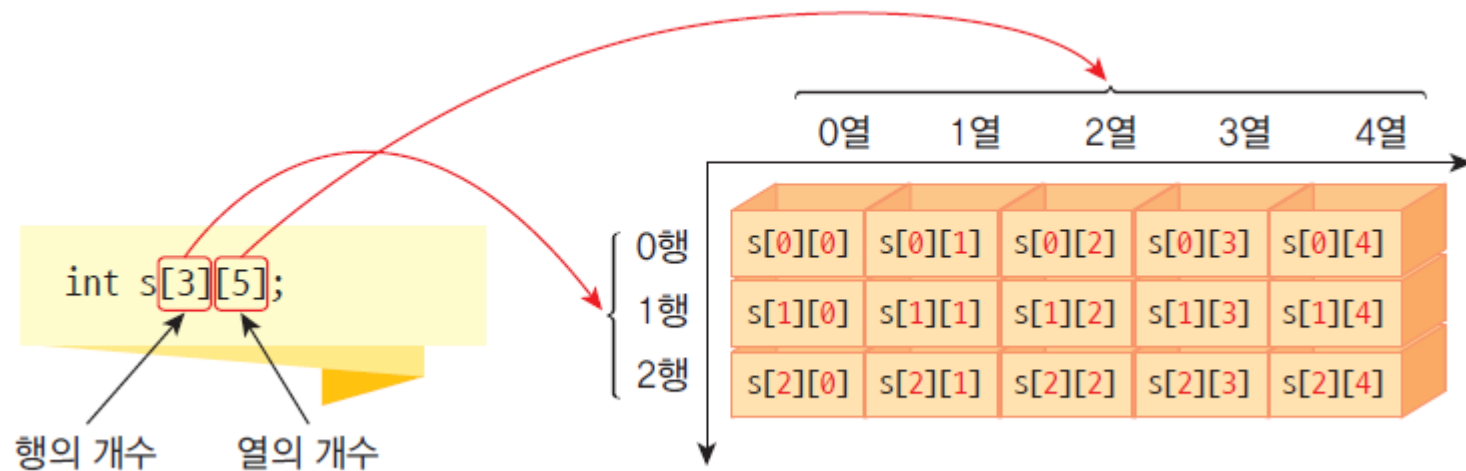 0열 1열 2열 3열 4열
int s[3][5];
행의 개수 열의 개수
0행 s[0][0] s[0][1] s[0][2] s[0][3] s[0][4]
1행 s[1][0] s[1][1] s[1][2] s[1][3] s[1][4]
2행 s[2][0] s[2][1] s[2][2] s[2][3] s[2][4]